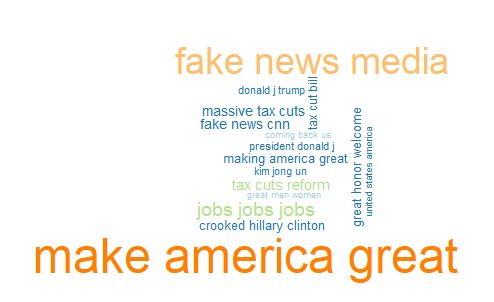 fake news media
donald j trump
tax cut bill
massive tax cuts
fake news cnn
coming back us
president donald j
making america great
kim jong un
tax cuts reform
great men women
jobs jobs jobs
crooked hillary clinton
great honor welcome
united states america
make america great